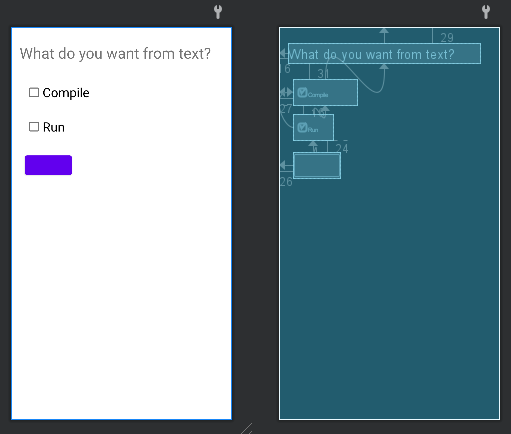 What do you want from text?
Compile
Run
29
What do you want from text?
16
31
Compile
27
Run
24
26